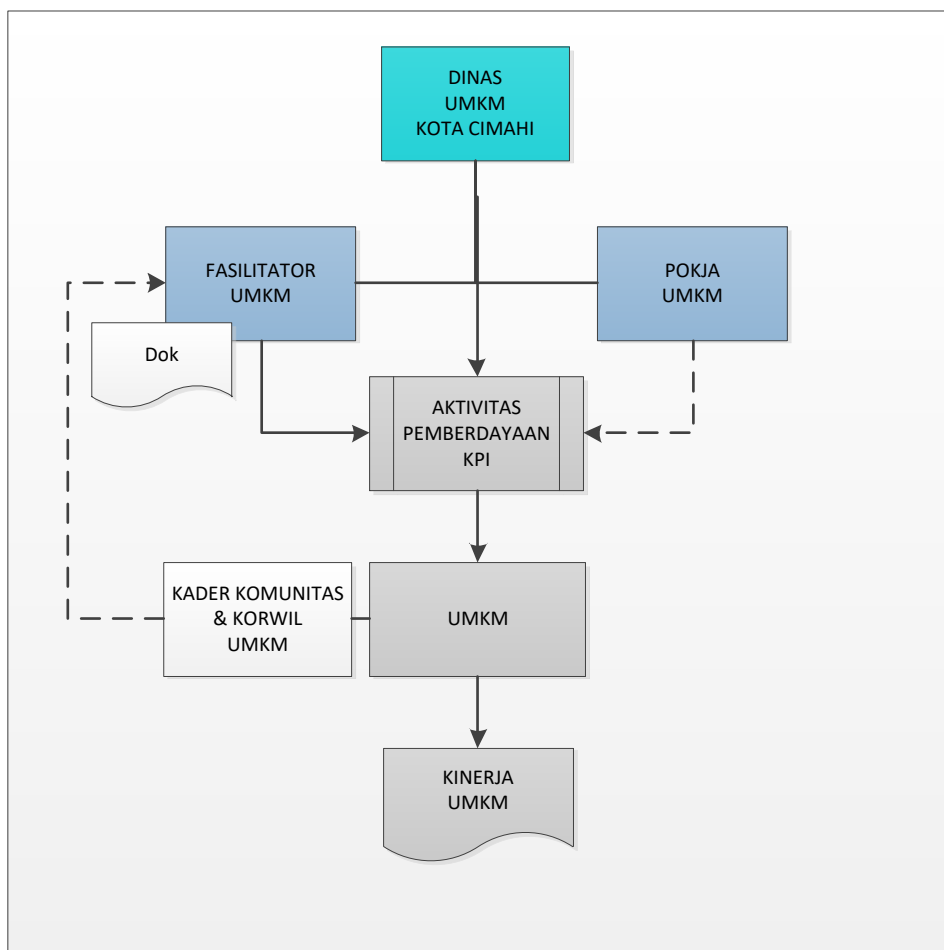 DINAS
UMKM
KOTA CIMAHI
FASILITATOR
UMKM
POKJA
UMKM
Dok
AKTIVITAS
PEMBERDAYAAN
KPI
KADER KOMUNITAS
& KORWIL
UMKM
UMKM
KINERJA
UMKM